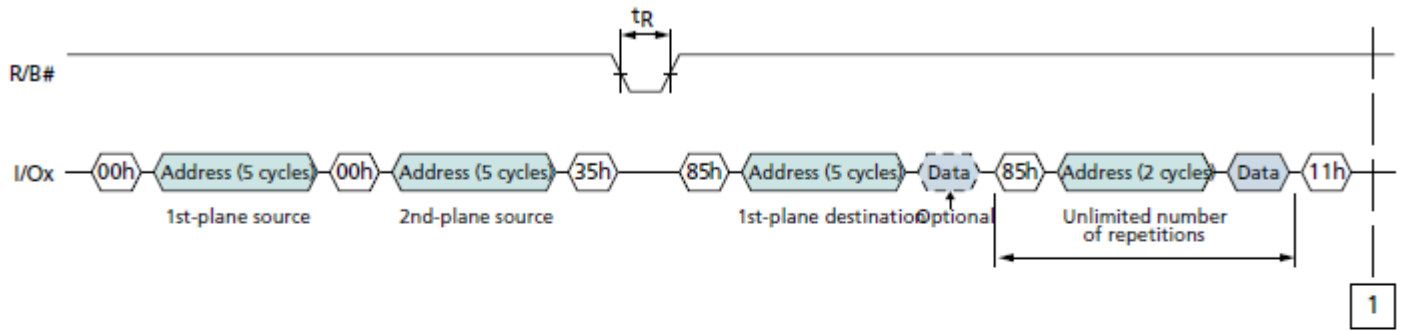 tR
R/B#
I/Ox 00h Address (5 cycles) 00h Address (5 cycles) 35h 85h Address (5 cycles) Data 85h Address (2 cycles) Data 11h
1st-plane source 2nd-plane source 1st-plane destination Optional Unlimited number
of repetitions
1